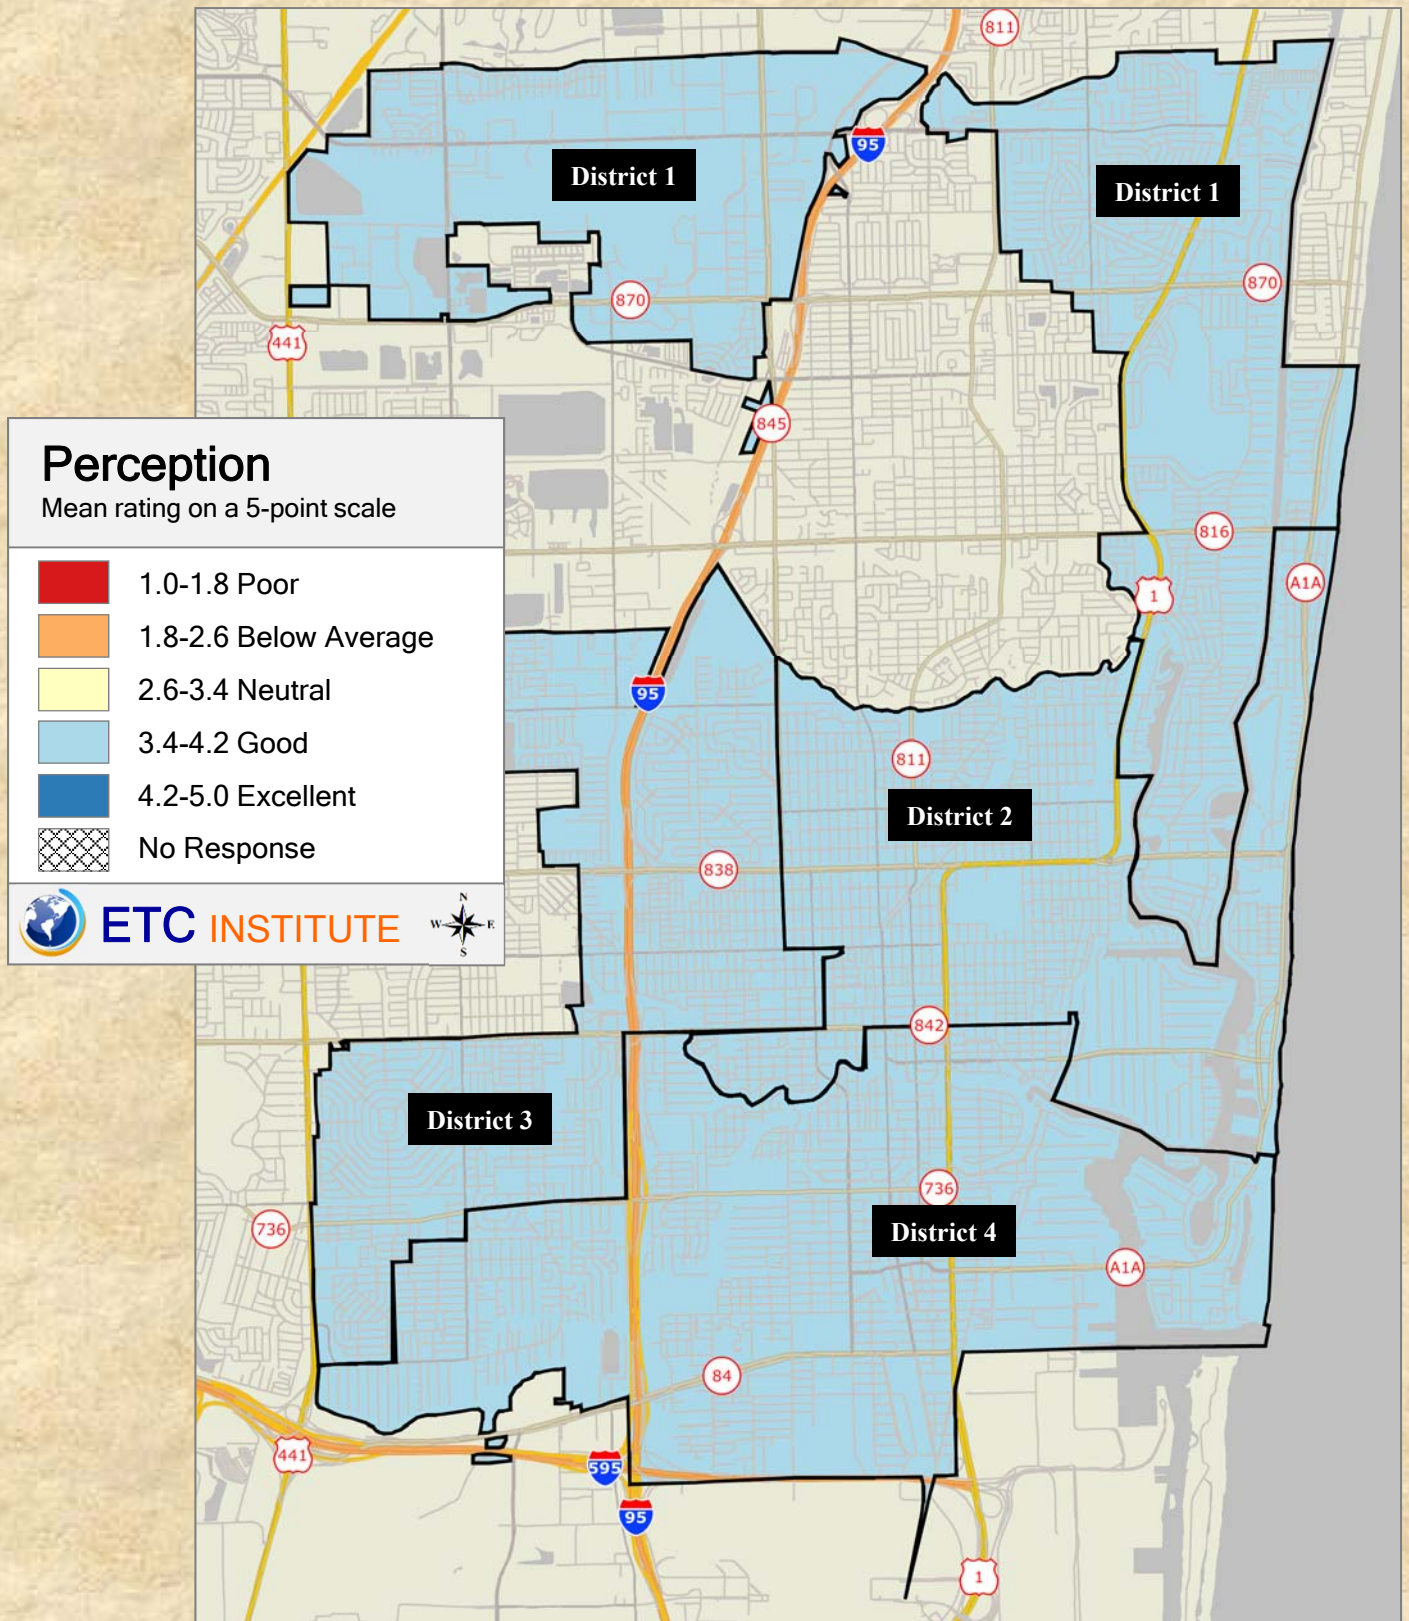 811
95
District 1
District 1
870
870
441
845
Perception
Mean rating on a 5-point scale
816
1.0-1.8 Poor
A1A
1
1.8-2.6 Below Average
2.6-3.4 Neutral
95
3.4-4.2 Good
811
4.2-5.0 Excellent
District 2
No Response
838
ETC INSTITUTE
N
W E
S
842
District 3
736
736
District 4
A1A
84
441
595
95
1